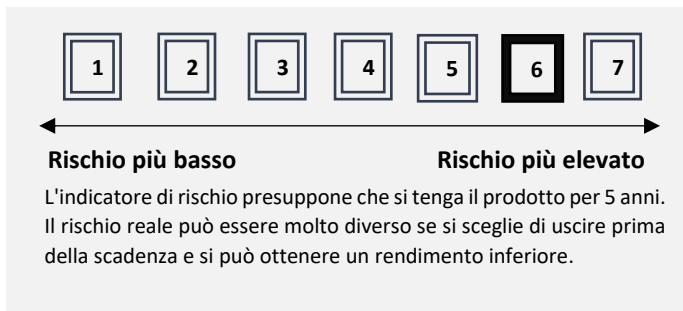 1 2 3 4 5 6 7
Rischio più basso Rischio più elevato
L'indicatore di rischio presuppone che si tenga il prodotto per 5 anni.
Il rischio reale può essere molto diverso se si sceglie di uscire prima
della scadenza e si può ottenere un rendimento inferiore.